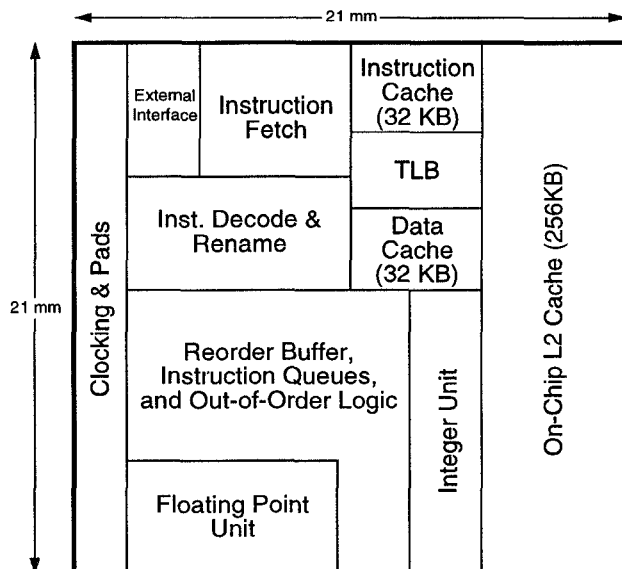 21 mm
21 mm
Clocking & Pads
External
Interface
Instruction
Fetch
Instruction
Cache
(32 KB)
TLB
Inst. Decode &
Rename
Data
Cache
(32 KB)
Reorder Buffer,
Instruction Queues,
and Out-of-Order Logic
Floating Point
Unit
Integer Unit
On-Chip L2 Cache (256KB)